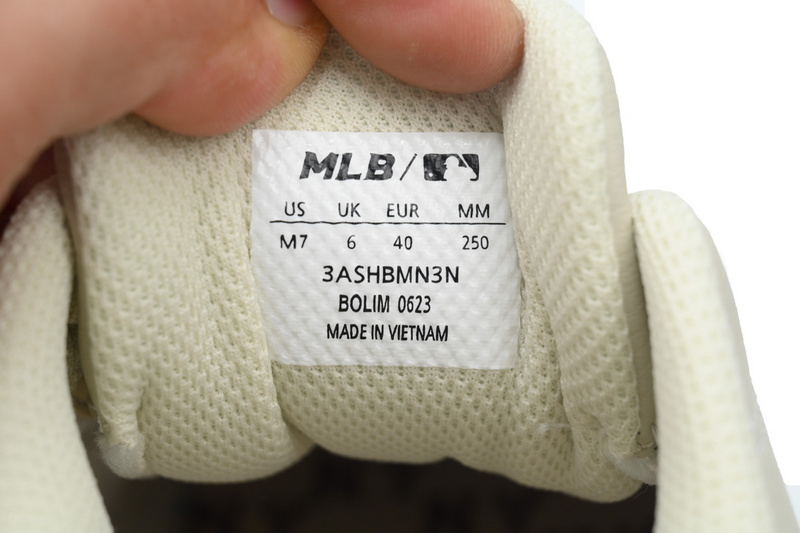 MLB/
US UK EUR MM
M7 6 40 250
3ASHBMN3N
BOLIM 0623
MADE IN VIETNAM